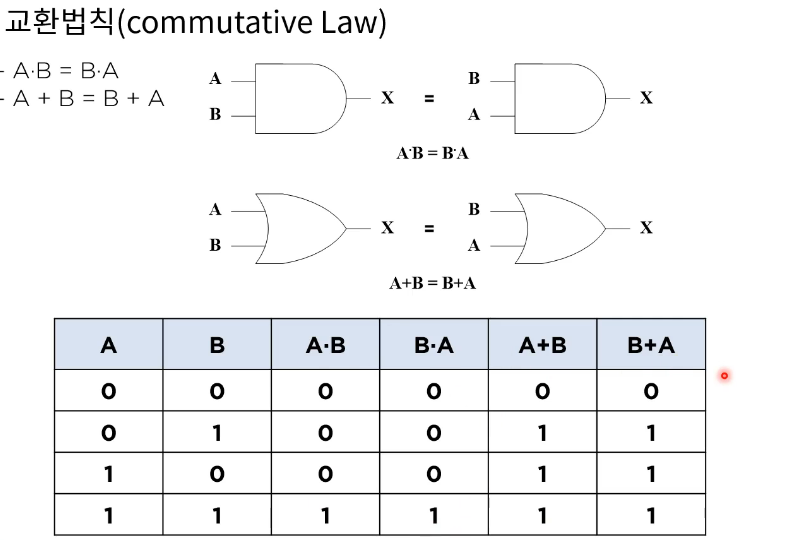 교환법칙(commutative Law)
- A·B = B·A
- A + B = B + A
A
B
X
=
B
A
X
A·B = B·A
A
B
X
=
B
A
X
A+B = B+A
A B A·B B·A A+B B+A
0 0 0 0 0 0
0 1 0 0 1 1
1 0 0 0 1 1
1 1 1 1 1 1